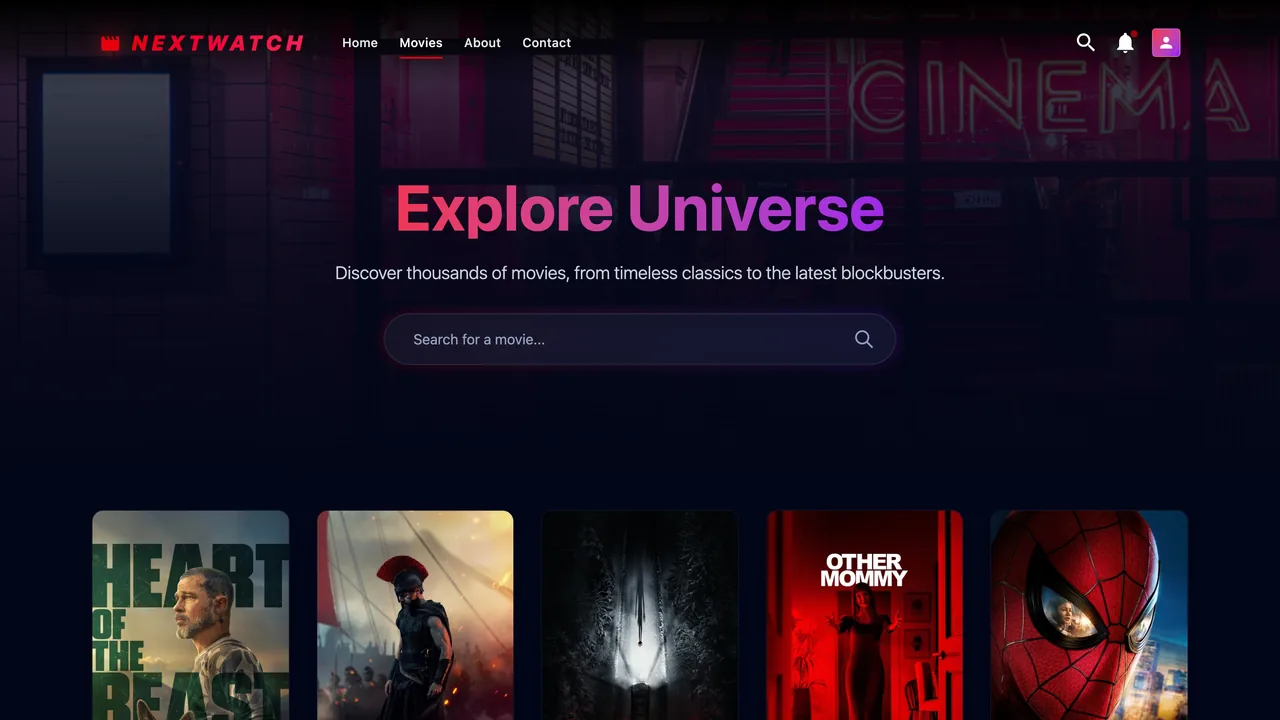 NEXTWATCH
Home Movies About Contact
CINEMA
Explore Universe
Discover thousands of movies, from timeless classics to the latest blockbusters.
Search for a movie...
HEART
OF
THE
BEAST
OTHER
MOMMY